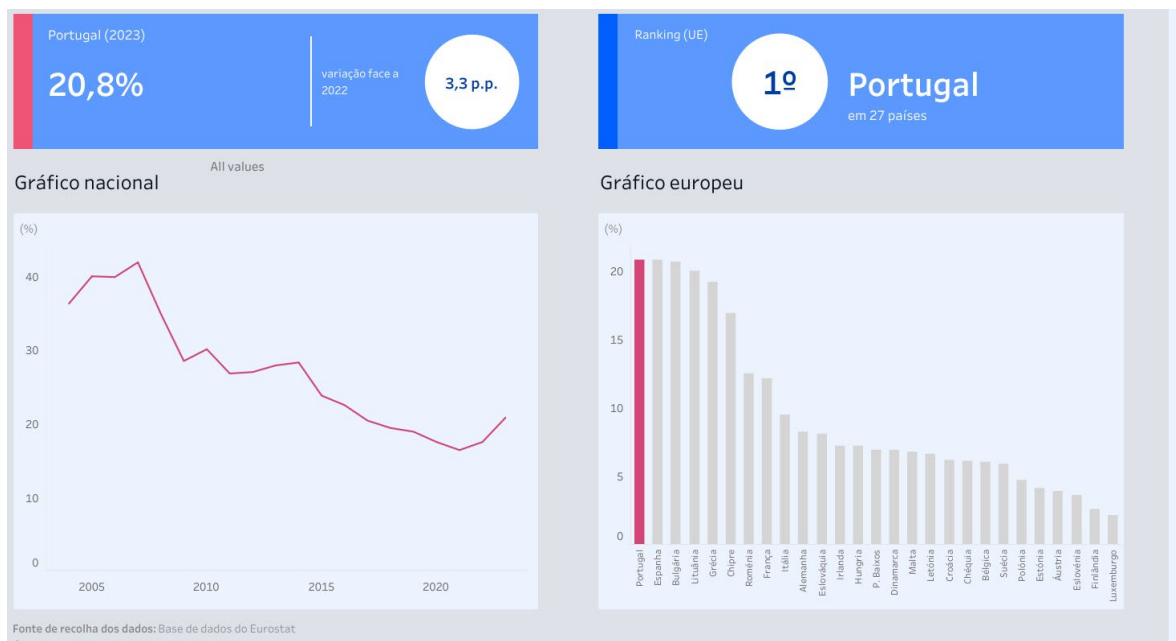 Portugal (2023)
20,8%
variação face a
2022
3,3 p.p.
Ranking (UE)
1º
Portugal
em 27 países
All values
Gráfico nacional
(%)
40
30
20
10
0
2005
2010
2015
2020
Gráfico europeu
(%)
20
15
10
5
0
Portugal
Espanha
Bulgária
Lituânia
Grécia
Chipre
Roménia
França
Itália
Alemanha
Eslováquia
Irlanda
Hungria
P. Baixos
Dinamarca
Malta
Letónia
Croácia
Chéquia
Bélgica
Suécia
Polónia
Estónia
Áustria
Eslovénia
Finlândia
Luxemburgo
Fonte de recolha dos dados: Base de dados do Eurostat